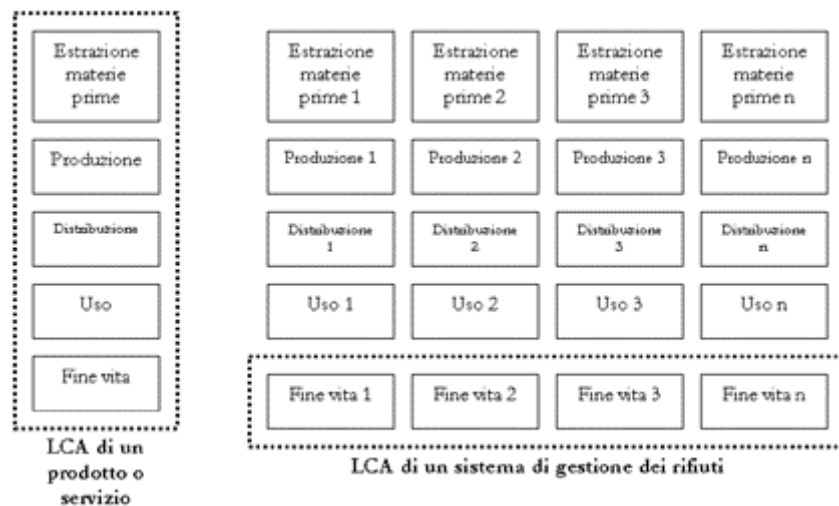 Estrazione
materie
prime
Produzione
Distribuzione
Uso
Fine vita
LCA di un
prodotto o
servizio
Estrazione
materie
prime 1
Estrazione
materie
prime 2
Estrazione
materie
prime 3
Estrazione
materie
prime n
Produzione 1
Produzione 2
Produzione 3
Produzione n
Distribuzione
1
Distribuzione
2
Distribuzione
3
Distribuzione
n
Uso 1
Uso 2
Uso 3
Uso n
Fine vita 1
Fine vita 2
Fine vita 3
Fine vita n
LCA di un sistema di gestione dei rifiuti